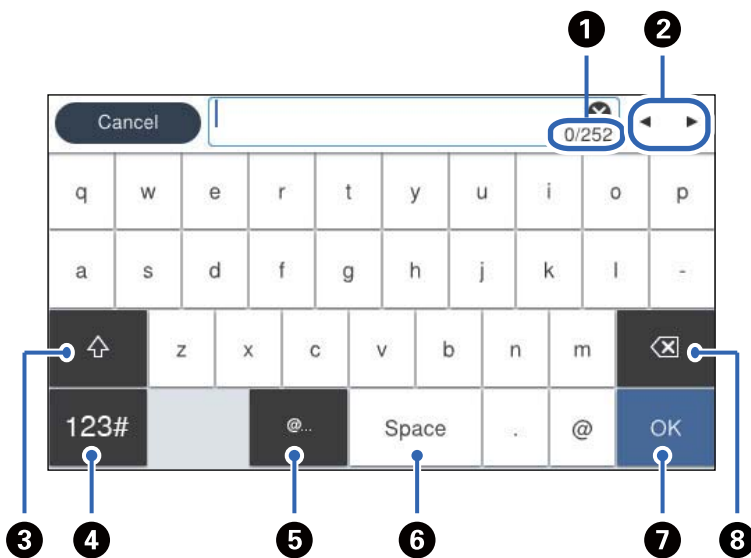 1 2
Cancel
0/252
q w e r t y u i o p
a s d f g h j k l -
z x c v b n m
123# @... Space . @ OK
3 4 5 6 7 8